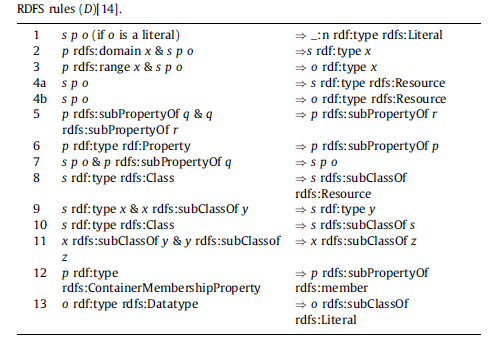 RDFS rules (D)[14].
1 s p o (if o is a literal) ⇒ _:n rdf:type rdfs:Literal
2 p rdfs:domain x & s p o ⇒s rdf:type x
3 p rdfs:range x & s p o ⇒ o rdf:type x
4a s p o ⇒ s rdf:type rdfs:Resource
4b s p o ⇒ o rdf:type rdfs:Resource
5 p rdfs:subPropertyOf q & q ⇒ p rdfs:subPropertyOf r
rdfs:subPropertyOf r
6 p rdf:type rdf:Property ⇒ p rdfs:subPropertyOf p
7 s p o & p rdfs:subPropertyOf q ⇒ s p o
8 s rdf:type rdfs:Class ⇒ s rdfs:subClassOf
rdfs:Resource
9 s rdf:type x & x rdfs:subClassOf y ⇒ s rdf:type y
10 s rdf:type rdfs:Class ⇒ s rdfs:subClassOf s
11 x rdfs:subClassOf y & y rdfs:subClassof ⇒ x rdfs:subClassOf z
z
12 p rdf:type ⇒ p rdfs:subPropertyOf
rdfs:ContainerMembershipProperty rdfs:member
13 o rdf:type rdfs:Datatype ⇒ o rdfs:subClassOf
rdfs:Literal